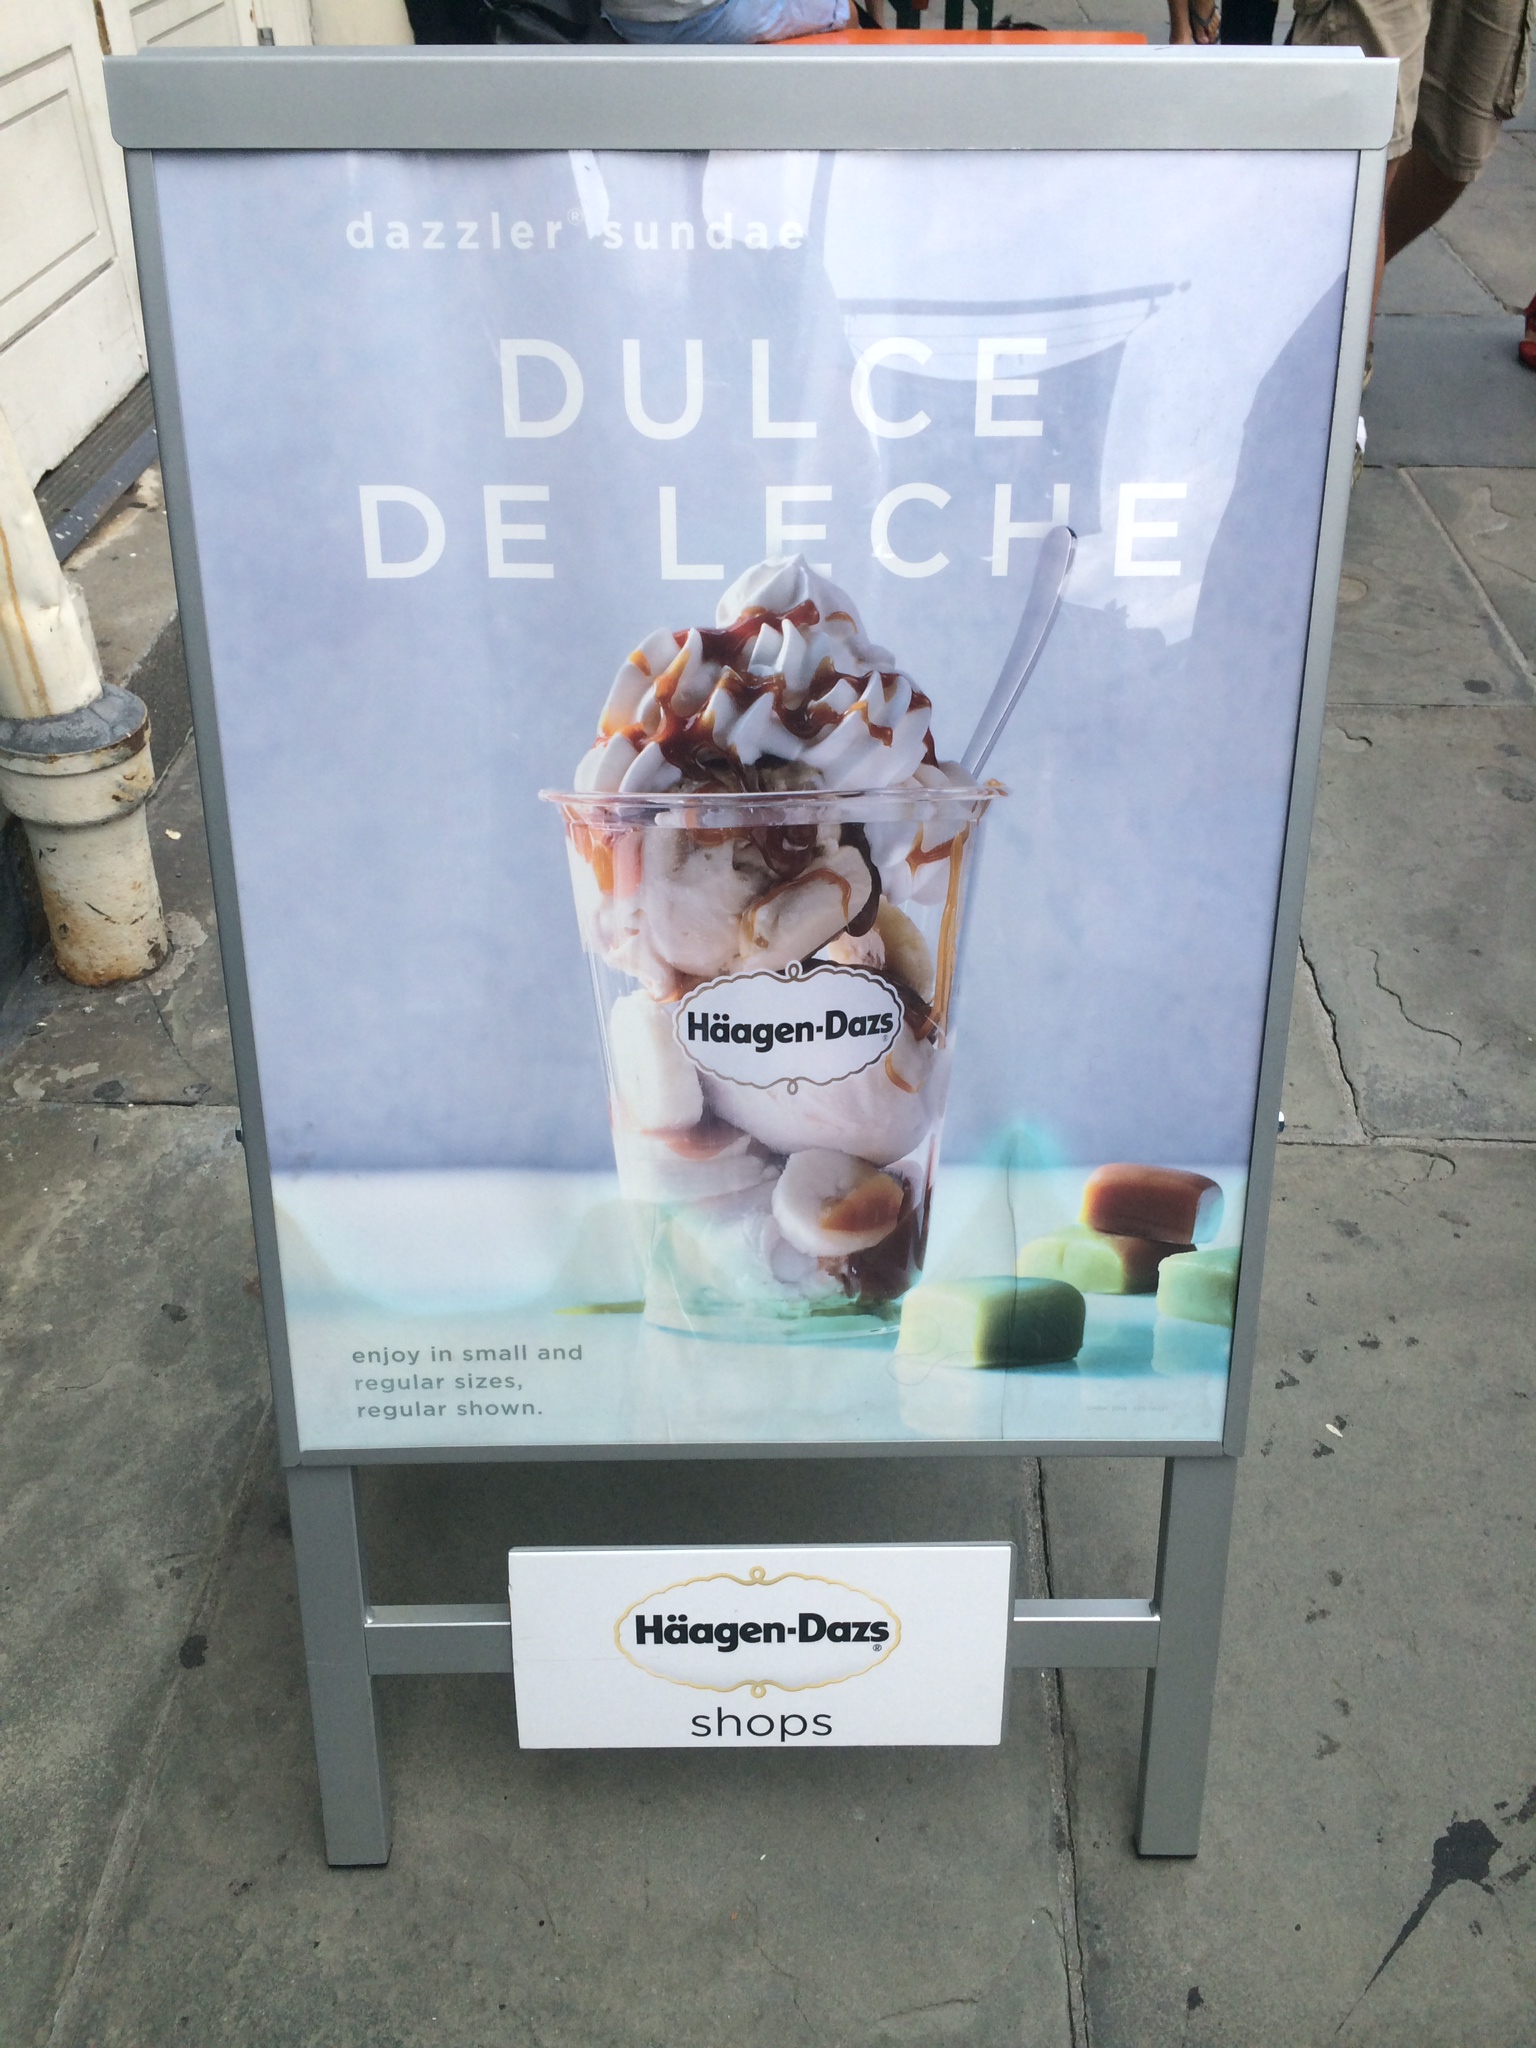 dazzler® sundae
DULCE
DE LECHE
Häagen-Dazs
enjoy in small and
regular sizes,
regular shown.
Häagen-Dazs®
shops